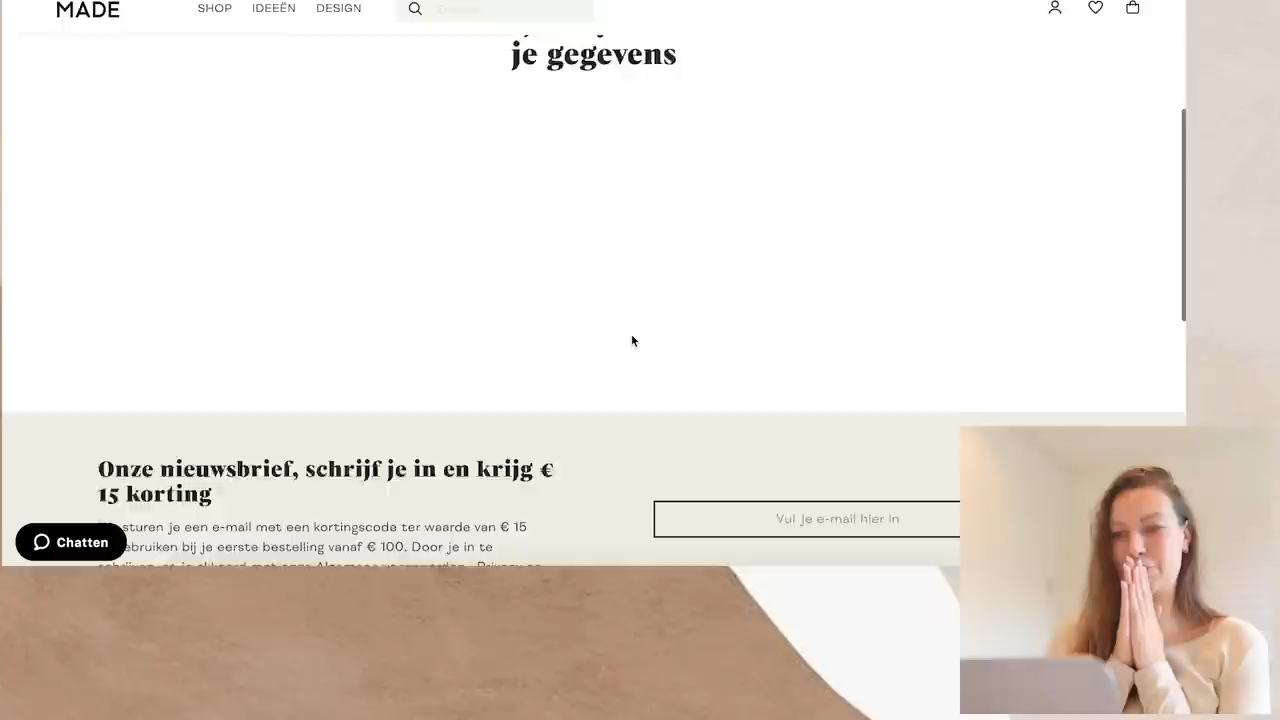 MADE
SHOP IDEEËN DESIGN
je gegevens
Onze nieuwsbrief, schrijf je in en krijg €
15 korting
sturen je een e-mail met een kortingscode ter waarde van € 15
Vul je e-mail hier in
Chatten
bij je eerste bestelling vanaf € 100. Door je in te